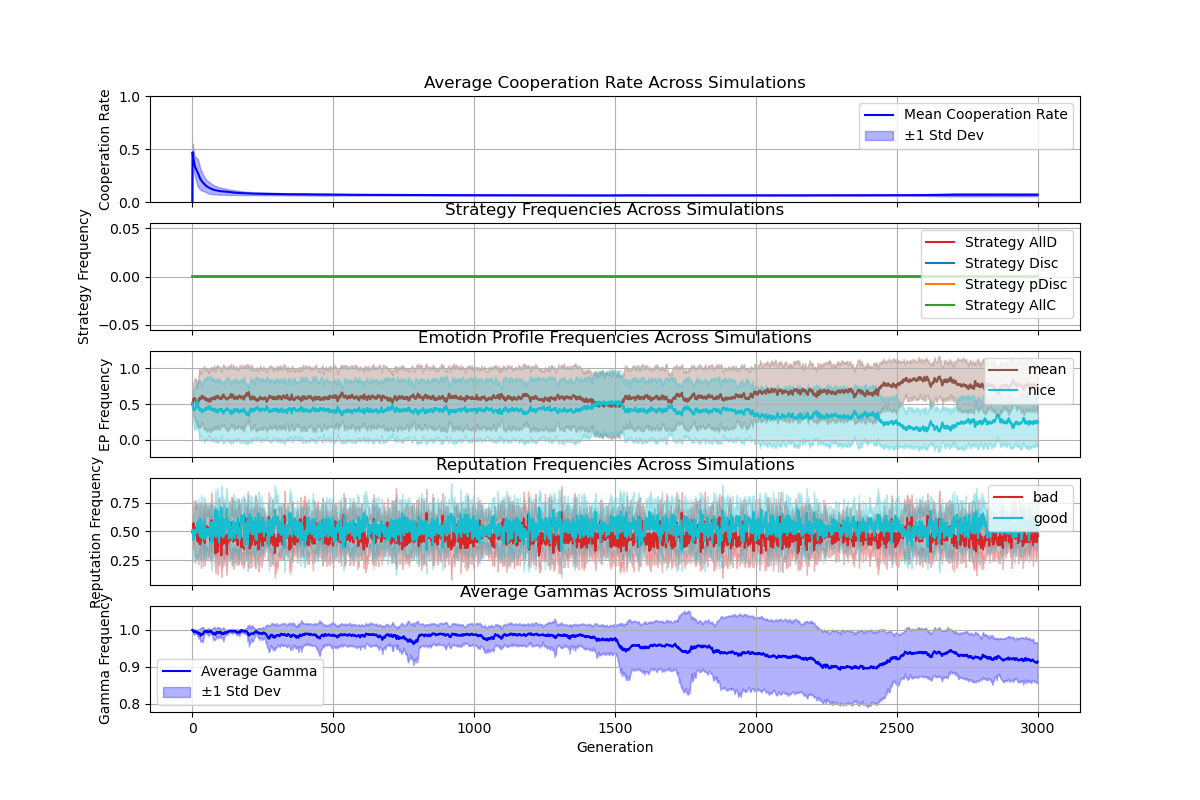 Average Cooperation Rate Across Simulations
Cooperation Rate
1.0
0.5
0.0
Mean Cooperation Rate
±1 Std Dev
Strategy Frequencies Across Simulations
Strategy Frequency
0.05
0.00
−0.05
Strategy AllD
Strategy Disc
Strategy pDisc
Strategy AllC
Emotion Profile Frequencies Across Simulations
EP Frequency
1.0
0.5
0.0
mean
nice
Reputation Frequencies Across Simulations
Reputation Frequency
0.75
0.50
0.25
bad
good
Average Gammas Across Simulations
Gamma Frequency
1.0
0.9
0.8
Average Gamma
±1 Std Dev
0 500 1000 1500 2000 2500 3000
Generation